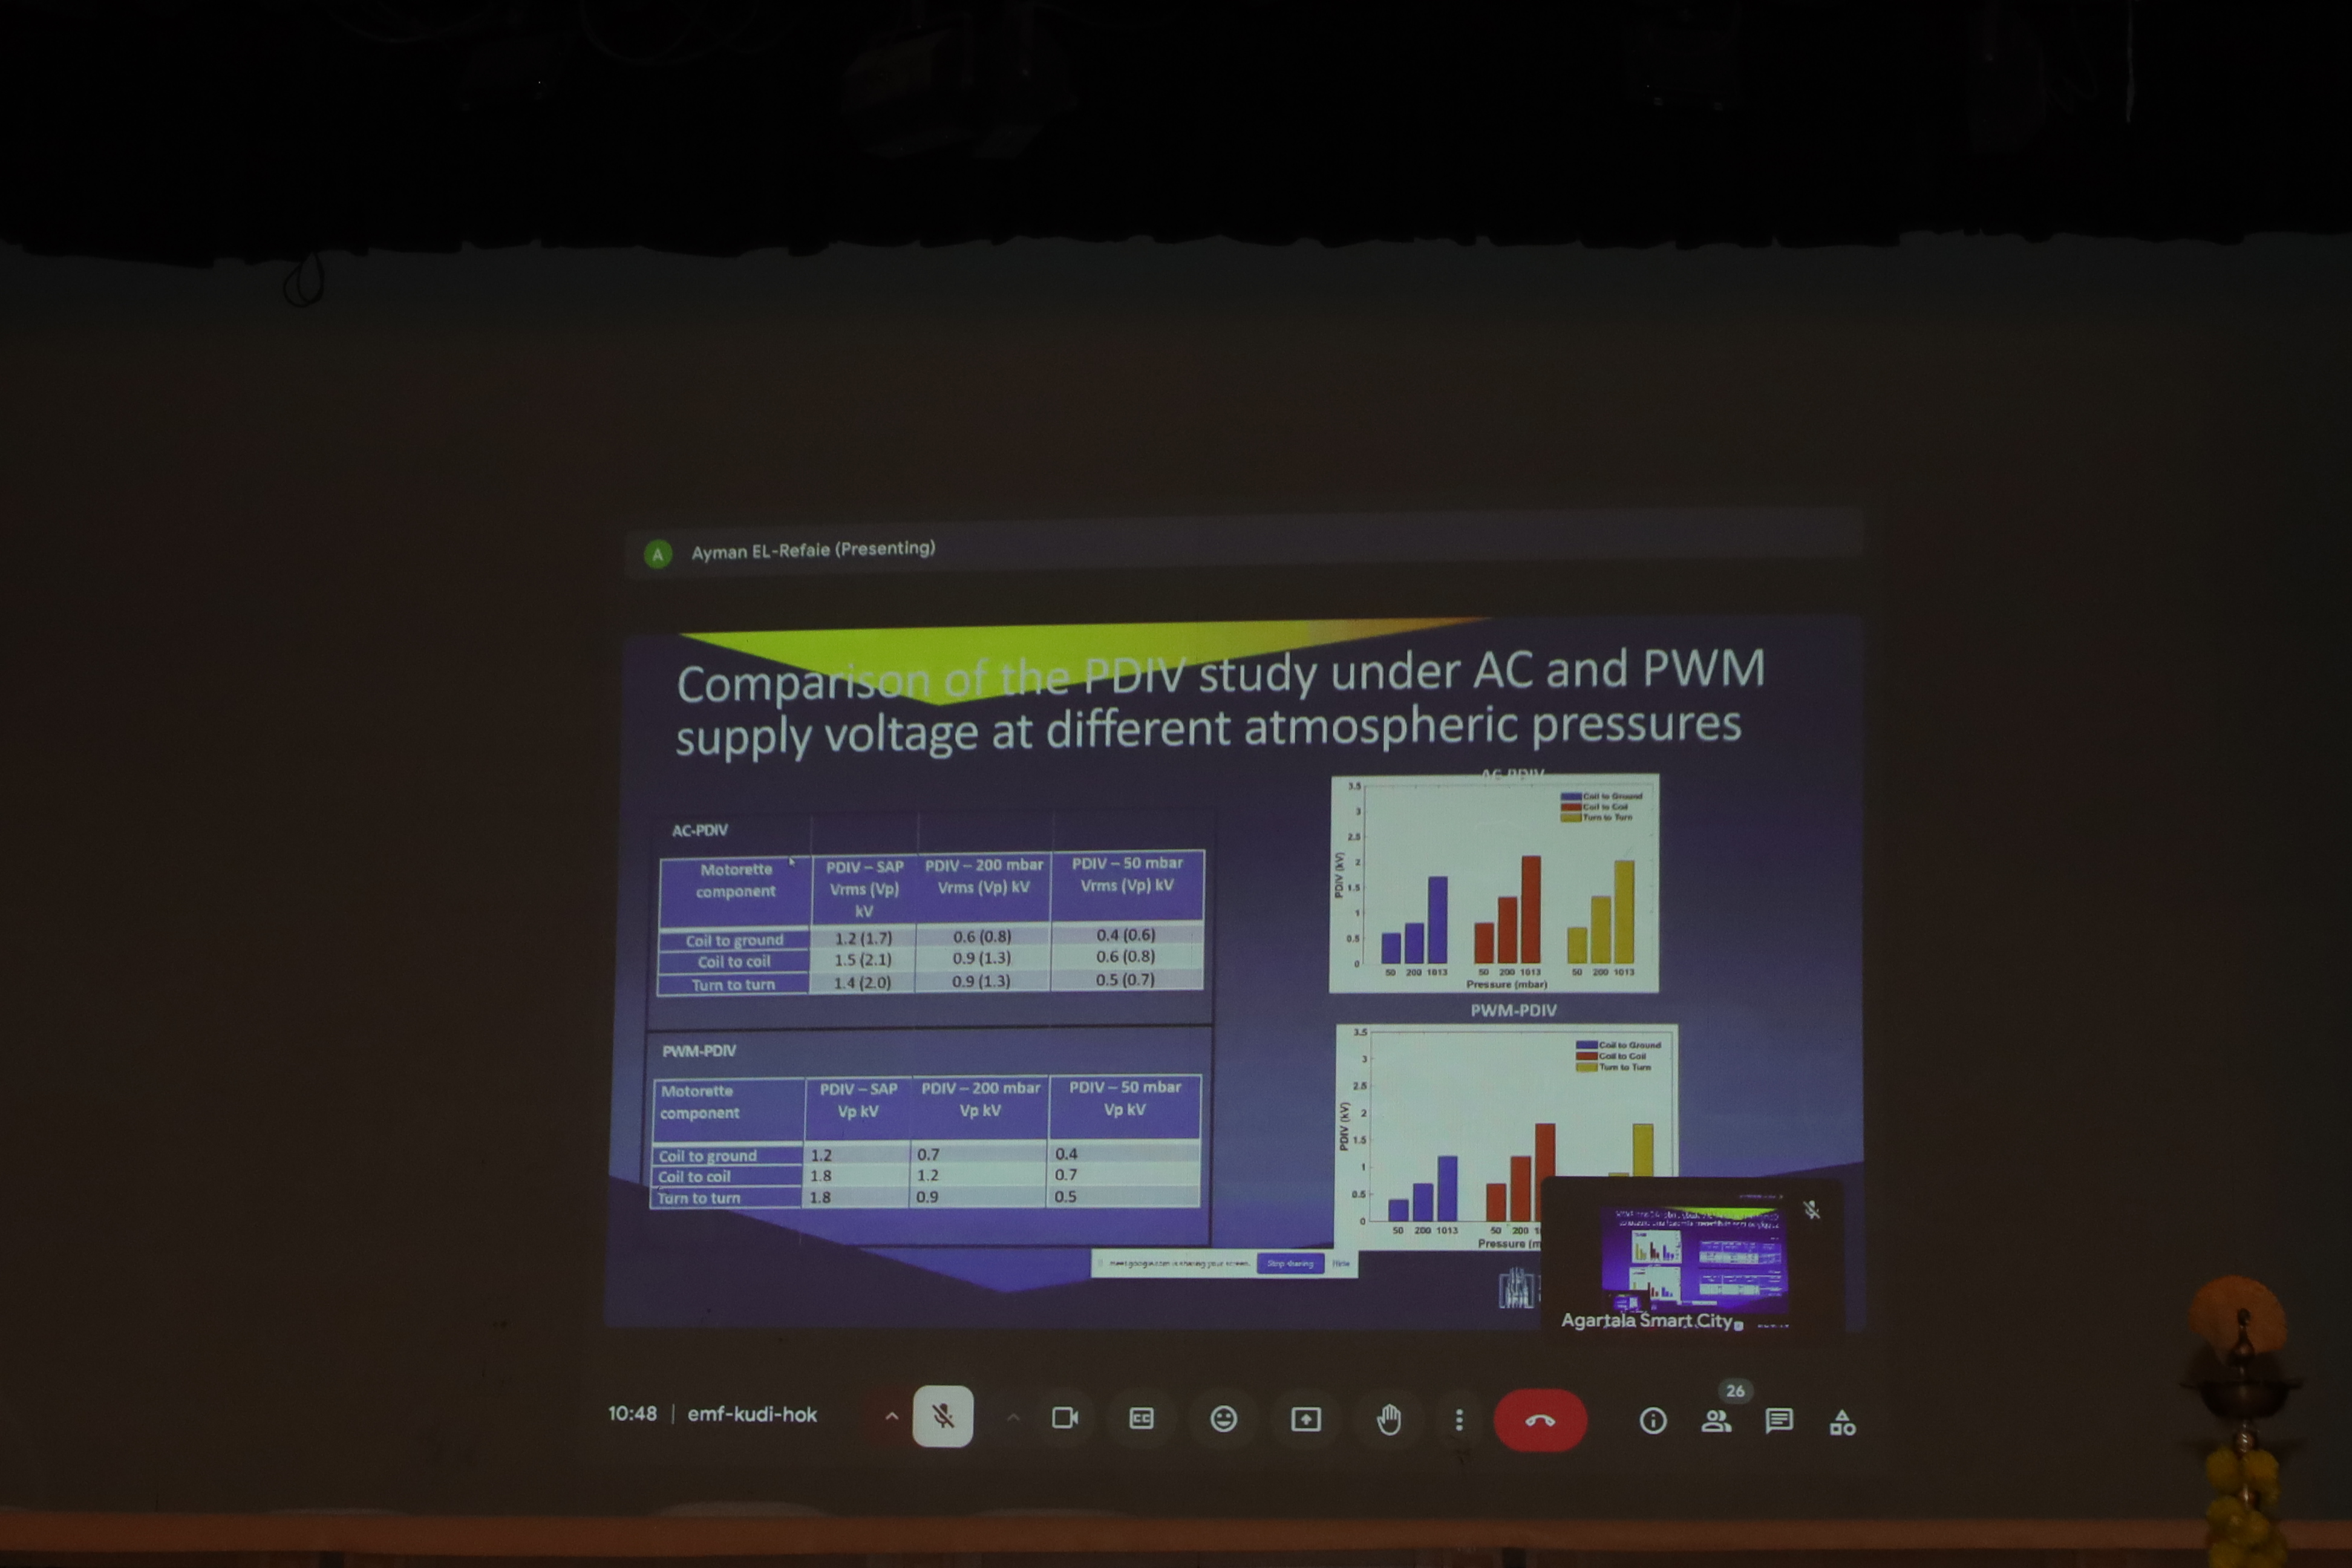 A Ayman EL-Refaie (Presenting)
Comparison of the PDIV study under AC and PWM
supply voltage at different atmospheric pressures
AC-PDIV
Motorette component PDIV – SAP Vrms (Vp) kV PDIV – 200 mbar Vrms (Vp) kV PDIV – 50 mbar Vrms (Vp) kV
Coil to ground 1.2 (1.7) 0.6 (0.8) 0.4 (0.6)
Coil to coil 1.5 (2.1) 0.9 (1.3) 0.6 (0.8)
Turn to turn 1.4 (2.0) 0.9 (1.3) 0.5 (0.7)
PWM-PDIV
Motorette component PDIV – SAP Vp kV PDIV – 200 mbar Vp kV PDIV – 50 mbar Vp kV
Coil to ground 1.2 0.7 0.4
Coil to coil 1.8 1.2 0.7
Turn to turn 1.8 0.9 0.5
AC-PDIV
3.5
3
2.5
2
1.5
1
0.5
0
PDIV (kV)
Coil to Ground
Coil to Coil
Turn to Turn
50 200 1013 50 200 1013 50 200 1013
Pressure (mbar)
PWM-PDIV
3.5
3
2.5
2
1.5
1
0.5
0
PDIV (kV)
Coil to Ground
Coil to Coil
Turn to Turn
50 200 1013 50 200 1
Pressure (m
meet.google.com is sharing your screen. Stop sharing Hide
Agartala Smart City
10:48 | emf-kudi-hok
CC
26